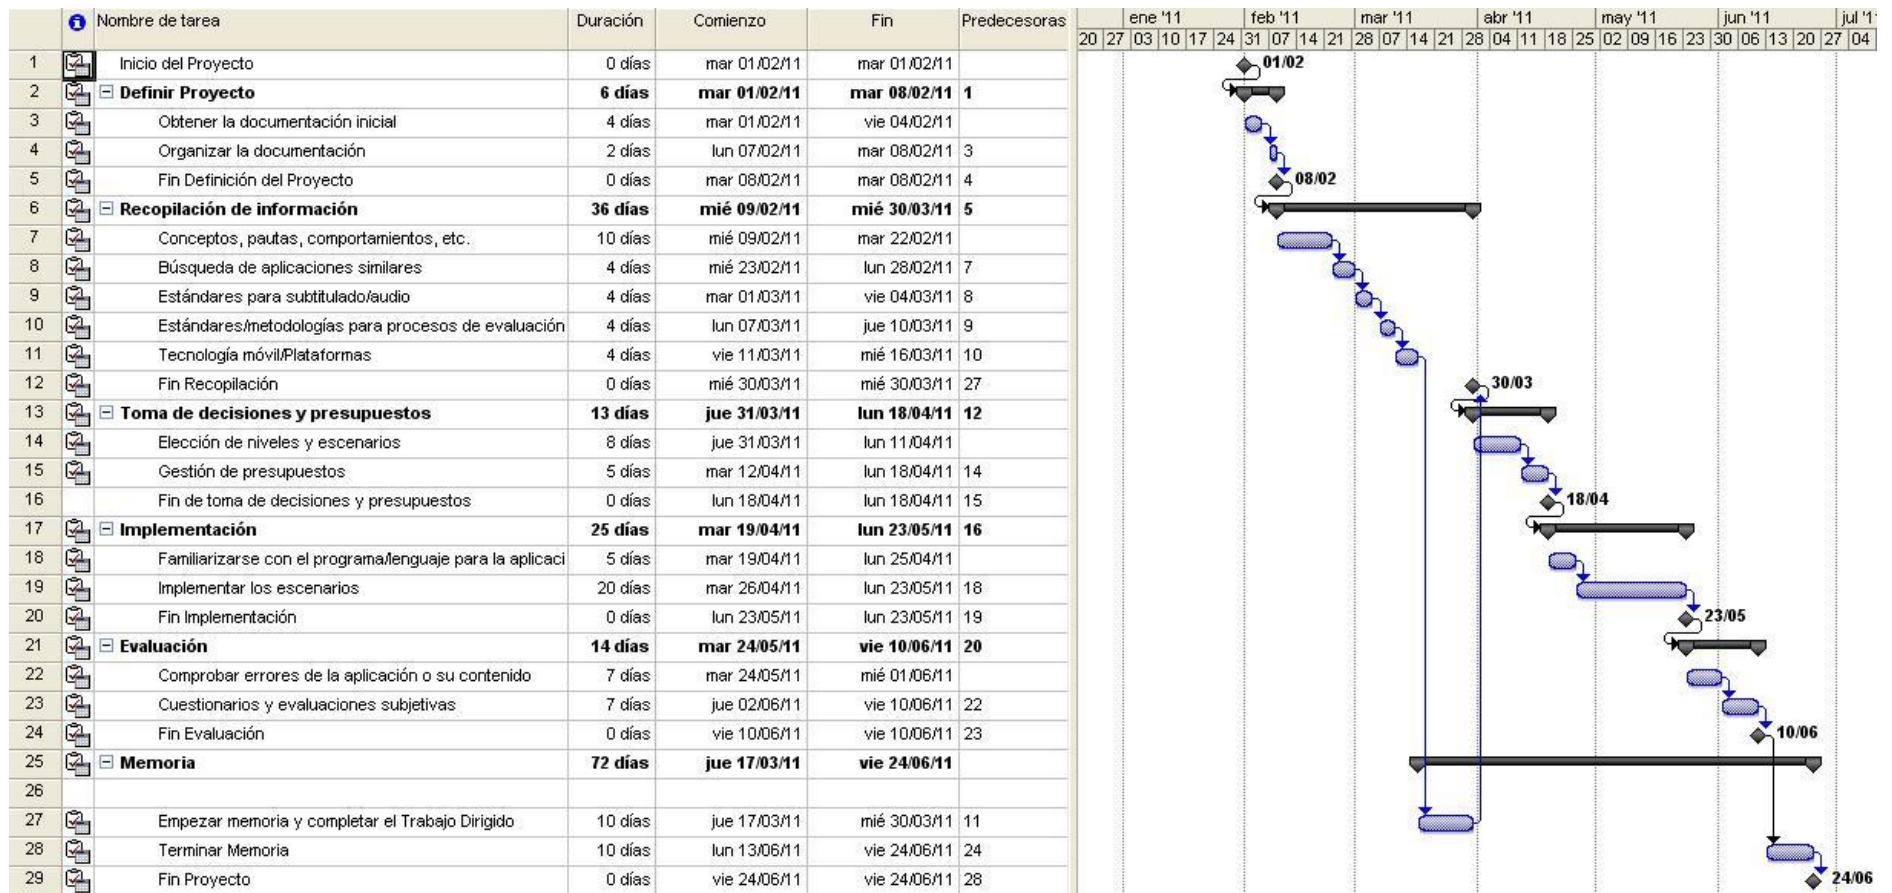 Nombre de tarea Duración Comienzo Fin Predecesoras ene '11 feb '11 mar '11 abr '11 may '11 jun '11 jul '1
20 27 03 10 17 24 31 07 14 21 28 07 14 21 28 04 11 18 25 02 09 16 23 30 06 13 20 27 04
1 Inicio del Proyecto 0 días mar 01/02/11 mar 01/02/11 01/02
2 Definir Proyecto 6 días mar 01/02/11 mar 08/02/11 1
3 Obtener la documentación inicial 4 días mar 01/02/11 vie 04/02/11
4 Organizar la documentación 2 días lun 07/02/11 mar 08/02/11 3
5 Fin Definición del Proyecto 0 días mar 08/02/11 mar 08/02/11 4 08/02
6 Recopilación de información 36 días mié 09/02/11 mié 30/03/11 5
7 Conceptos, pautas, comportamientos, etc. 10 días mié 09/02/11 mar 22/02/11
8 Búsqueda de aplicaciones similares 4 días mié 23/02/11 lun 28/02/11 7
9 Estándares para subtitulado/audio 4 días mar 01/03/11 vie 04/03/11 8
10 Estándares/metodologías para procesos de evaluación 4 días lun 07/03/11 jue 10/03/11 9
11 Tecnología móvil/Plataformas 4 días vie 11/03/11 mié 16/03/11 10
12 Fin Recopilación 0 días mié 30/03/11 mié 30/03/11 27 30/03
13 Toma de decisiones y presupuestos 13 días jue 31/03/11 lun 18/04/11 12
14 Elección de niveles y escenarios 8 días jue 31/03/11 lun 11/04/11
15 Gestión de presupuestos 5 días mar 12/04/11 lun 18/04/11 14
16 Fin de toma de decisiones y presupuestos 0 días lun 18/04/11 lun 18/04/11 15 18/04
17 Implementación 25 días mar 19/04/11 lun 23/05/11 16
18 Familiarizarse con el programa/lenguaje para la aplicaci 5 días mar 19/04/11 lun 25/04/11
19 Implementar los escenarios 20 días mar 26/04/11 lun 23/05/11 18
20 Fin Implementación 0 días lun 23/05/11 lun 23/05/11 19 23/05
21 Evaluación 14 días mar 24/05/11 vie 10/06/11 20
22 Comprobar errores de la aplicación o su contenido 7 días mar 24/05/11 mié 01/06/11
23 Cuestionarios y evaluaciones subjetivas 7 días jue 02/06/11 vie 10/06/11 22
24 Fin Evaluación 0 días vie 10/06/11 vie 10/06/11 23 10/06
25 Memoria 72 días jue 17/03/11 vie 24/06/11
26
27 Empezar memoria y completar el Trabajo Dirigido 10 días jue 17/03/11 mié 30/03/11 11
28 Terminar Memoria 10 días lun 13/06/11 vie 24/06/11 24
29 Fin Proyecto 0 días vie 24/06/11 vie 24/06/11 28 24/06